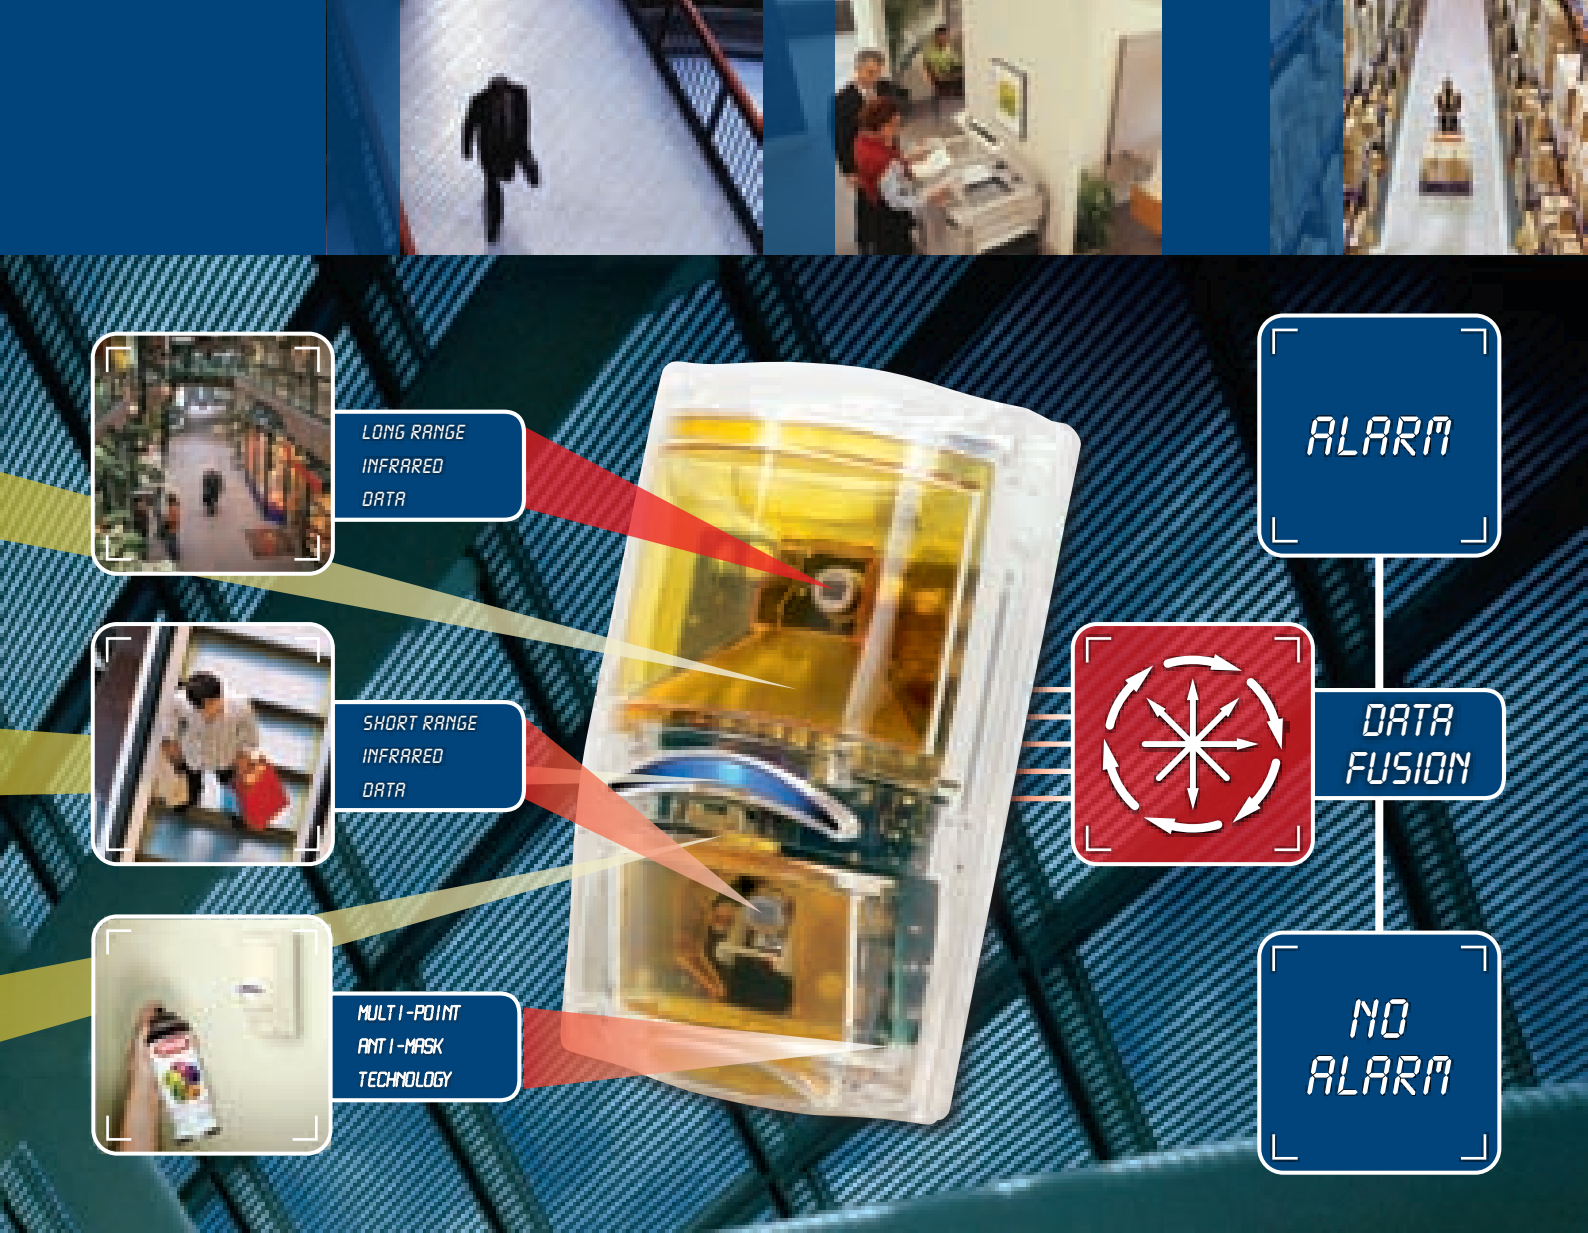 LONG RANGE
INFRARED
DATA
SHORT RANGE
INFRARED
DATA
MULTI-POINT
ANTI-MASK
TECHNOLOGY
ALARM
DATA
FUSION
NO
ALARM